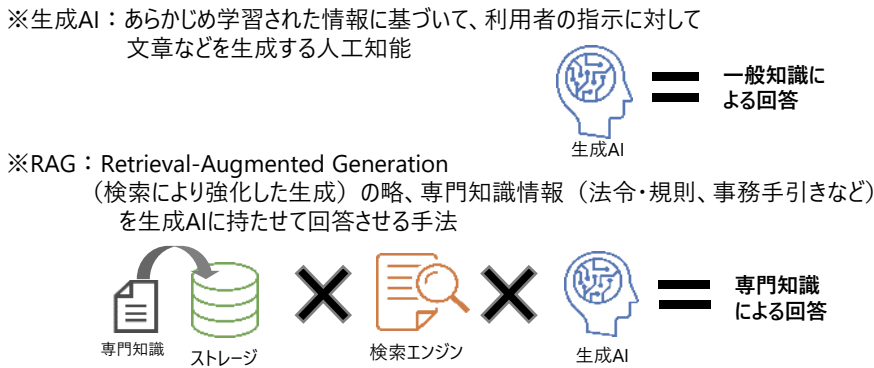 ※生成AI：あらかじめ学習された情報に基づいて、利用者の指示に対して
文章などを生成する人工知能
一般知識に
よる回答
生成AI
※RAG：Retrieval-Augmented Generation
（検索により強化した生成）の略、専門知識情報（法令・規則、事務手引きなど）
を生成AIに持たせて回答させる手法
専門知識
による回答
専門知識
ストレージ
検索エンジン
生成AI